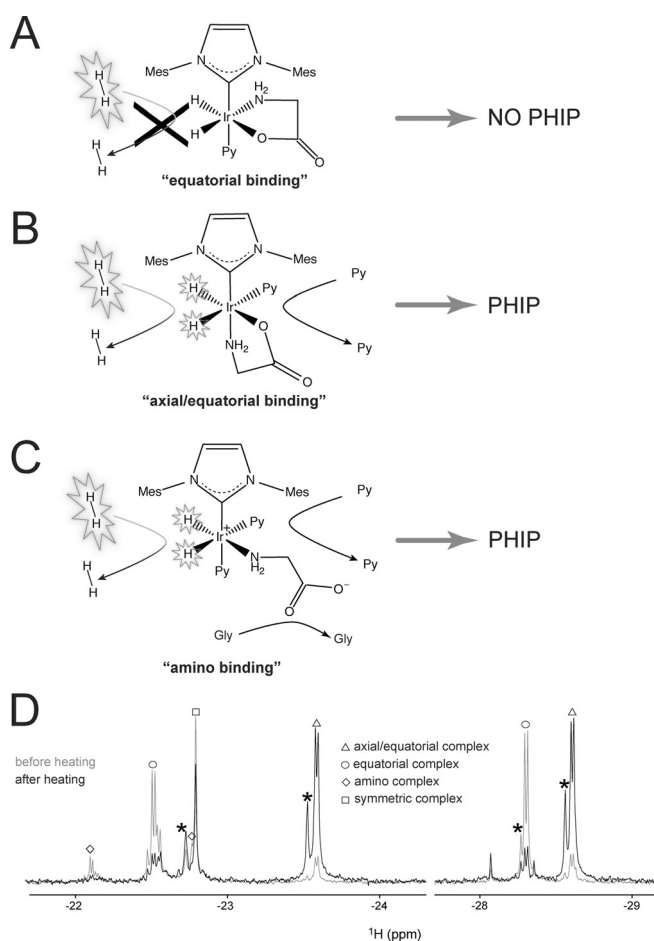 A
H
H
H
H
Mes
N
N
Mes
H
H
H2
N
Ir
O
O
Py
"equatorial binding"
NO PHIP
B
H
H
H
H
Mes
N
N
Mes
H
H
Py
Ir
O
NH2
O
"axial/equatorial binding"
Py
Py
PHIP
C
H
H
H
H
Mes
N
N
Mes
H
H
Py
Ir+
N
H2
Py
O
O−
"amino binding"
Py
Py
Gly
Gly
PHIP
D
before heating
after heating
axial/equatorial complex
equatorial complex
amino complex
symmetric complex
*
*
*
*
-22
-23
-24
-28
-29
1H (ppm)